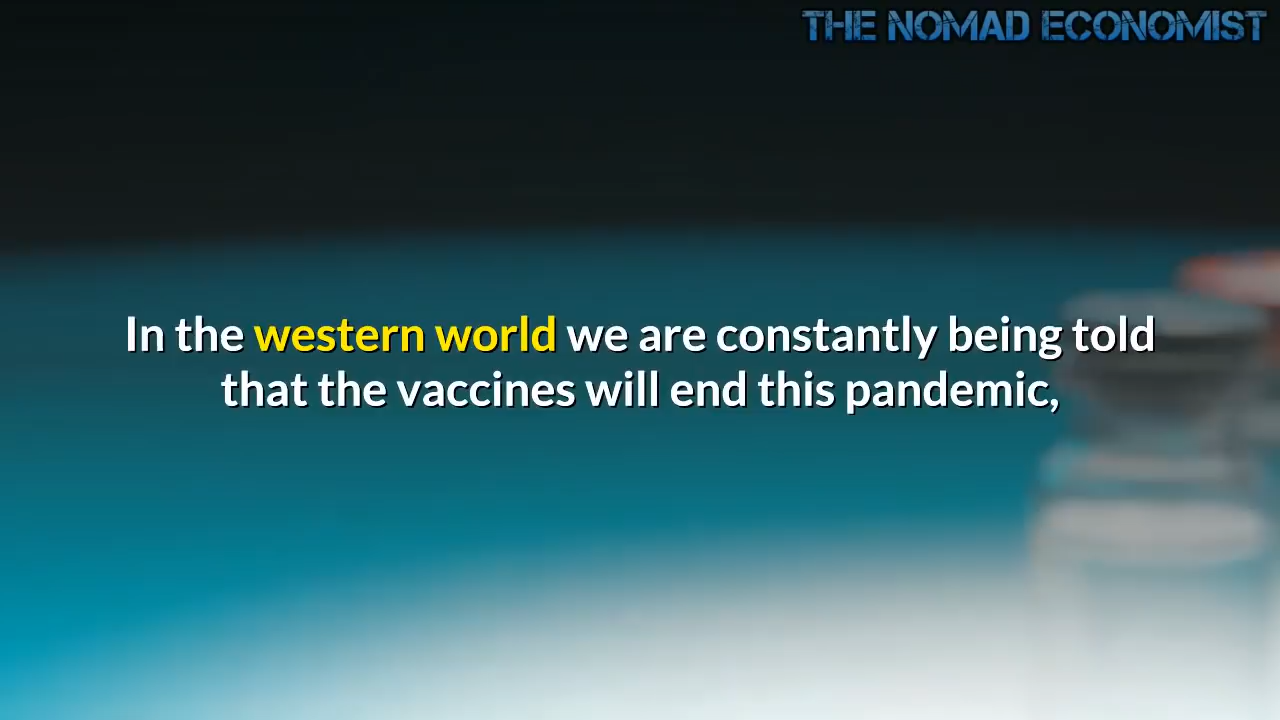 THE NOMAD ECONOMIST
In the western world we are constantly being told
that the vaccines will end this pandemic,